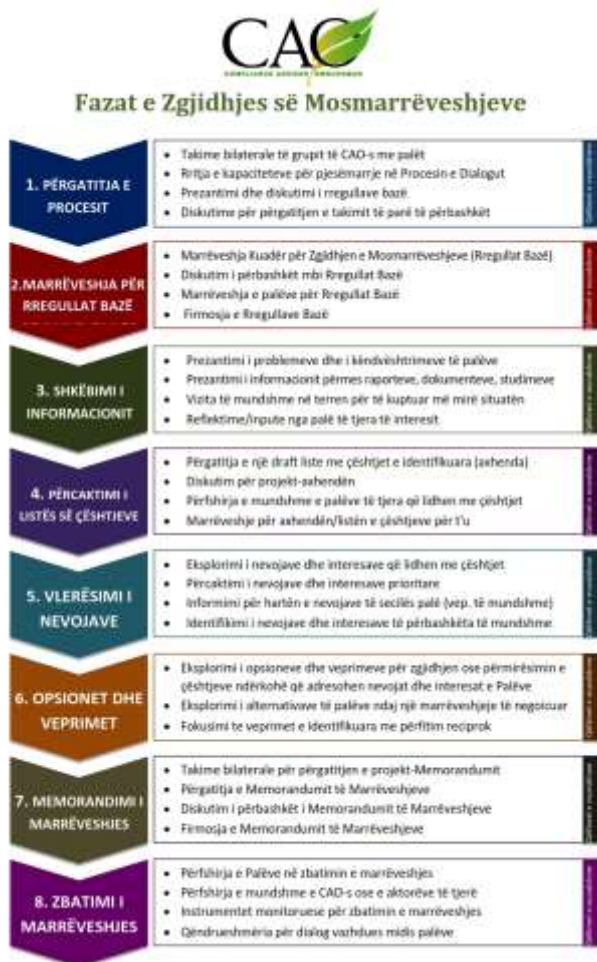 CAO
COMPLIANCE ADVISOR OMBUDSMAN
Fazat e Zgjidhjes së Mosmarrëveshjeve
1. PËRGATITJA E
PROCESIT
• Takime bilaterale të grupit të CAO-s me palët
• Rritja e kapaciteteve për pjesëmarrje në Procesin e Dialogut
• Prezantimi dhe diskutimi i rregullave bazë
• Diskutime për përgatitjen e takimit të parë të përbashkët
2.MARRËVESHJA PËR
RREGULLAT BAZË
• Marrëveshja Kuadër për Zgjidhjen e Mosmarrëveshjeve (Rregullat Bazë)
• Diskutim i përbashkët mbi Rregullat Bazë
• Marrëveshja e palëve për Rregullat Bazë
• Firmosja e Rregullave Bazë
3. SHKËBIMI I
INFORMACIONIT
• Prezantimi i problemeve dhe i këndvështrimeve të palëve
• Prezantimi i informacionit përmes raporteve, dokumenteve, studimeve
• Vizita të mundshme në terren për të kuptuar më mirë situatën
• Reflektime/inpute nga palë të tjera të interesit
4. PËRCAKTIMI I
LISTËS SË ÇËSHTJEVE
• Përgatitja e një draft liste me çështjet e identifikuara (axhenda)
• Diskutim për projekt-axhendën
• Përfshirja e mundshme e palëve të tjera që lidhen me çështjet
• Marrëveshje për axhendën/listën e çështjeve për t'u
5. VLERËSIMI I
NEVOJAVE
• Eksplorimi i nevojave dhe interesave që lidhen me çështjet
• Përcaktimi i nevojave dhe interesave prioritare
• Informimi për hartën e nevojave të secilës palë (vep. të mundshme)
• Identifikimi i nevojave dhe interesave të përbashkëta të mundshme
6. OPSIONET DHE
VEPRIMET
• Eksplorimi i opsioneve dhe veprimeve për zgjidhjen ose përmirësimin e
çështjeve ndërkohë që adresohen nevojat dhe interesat e Palëve
• Eksplorimi i alternativave të palëve ndaj një marrëveshjeje të negociuar
• Fokusimi te veprimet e identifikuara me përfitim reciprok
7. MEMORANDIMI I
MARRËVESHJES
• Takime bilaterale për përgatitjen e projekt-Memorandumit
• Përgatitja e Memorandumit të Marrëveshjeve
• Diskutimi i përbashkët i Memorandumit të Marrëveshjeve
• Firmosja e Memorandumit të Marrëveshjeve
8. ZBATIMI I
MARRËVESHJES
• Përfshirja e Palëve në zbatimin e marrëveshjes
• Përfshirja e mundshme e CAO-s ose e aktorëve të tjerë
• Instrumentet monitoruese për zbatimin e marrëveshjes
• Qëndrueshmëria për dialog vazhdues midis palëve